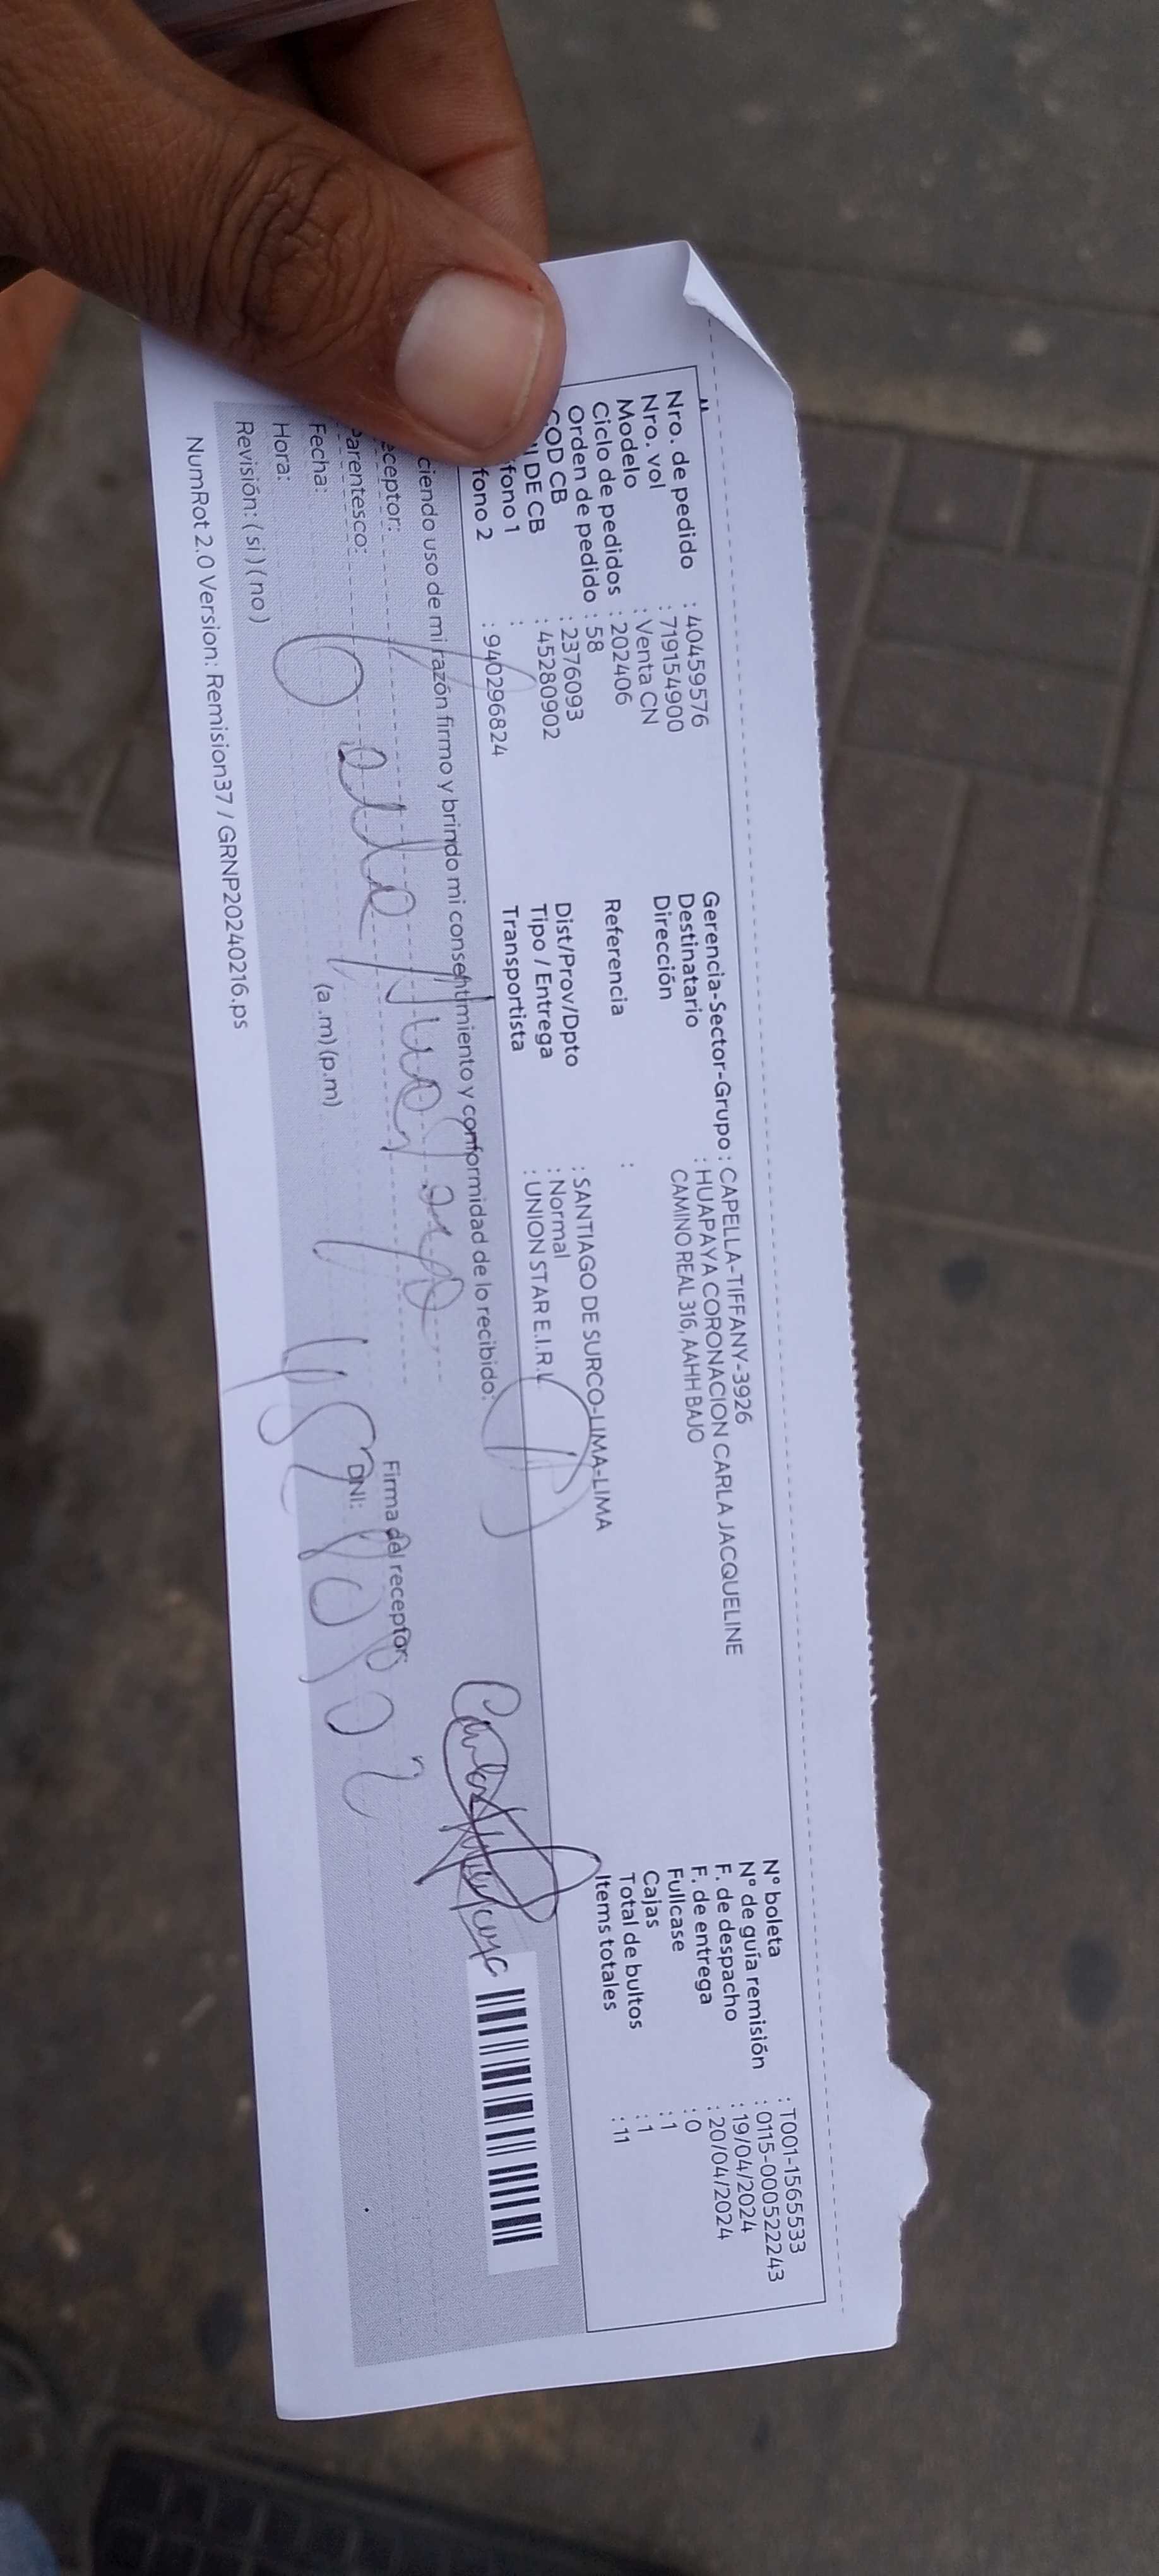 Nro. de pedido : 40459576
Nro. vol : 719154900
Modelo : Venta CN
Ciclo de pedidos : 202406
Orden de pedido : 58
COD CB : 2376093
I DE CB : 45280902
fono 1 :
fono 2 : 940296824
Gerencia-Sector-Grupo : CAPELLA-TIFFANY-3926
Destinatario : HUAPAYA CORONACION CARLA JACQUELINE
Dirección CAMINO REAL 316, AAHH BAJO
Referencia :
Dist/Prov/Dpto : SANTIAGO DE SURCO-LIMA-LIMA
Tipo / Entrega : Normal
Transportista : UNION STAR E.I.R.L
N° boleta : T001-1565533
N° de guía remisión : 0115-000522243
F. de despacho : 19/04/2024
F. de entrega : 20/04/2024
Fullcase : 0
Cajas : 1
Total de bultos : 1
Items totales : 11
ciendo uso de mi razón firmo y brindo mi consentimiento y conformidad de lo recibido:
eceptor:
Parentesco:
Fecha:
Hora: (a .m) (p.m)
Revisión: ( si ) ( no )
Firma del receptor:
DNI: 45280902
NumRot 2.0 Version: Remision37 / GRNP20240216.ps